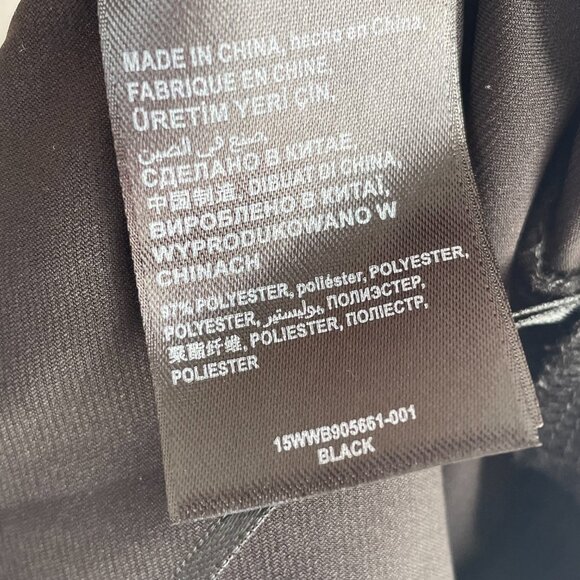 MADE IN CHINA, hecho en China,
FABRIQUE EN CHINE,
ÜRETİM YERİ ÇİN,
صنع في الصين
СДЕЛАНО В КИТАЕ,
中国制造, DIBUAT DI CHINA,
ВИРОБЛЕНО В КИТАЇ,
WYPRODUKOWANO W
CHINACH
97% POLYESTER, poliéster, POLYESTER,
POLYESTER, بوليستير, ПОЛИЭСТЕР,
聚酯纤维, POLIESTER, ПОЛІЕСТР,
POLIESTER
15WWB905661-001
BLACK